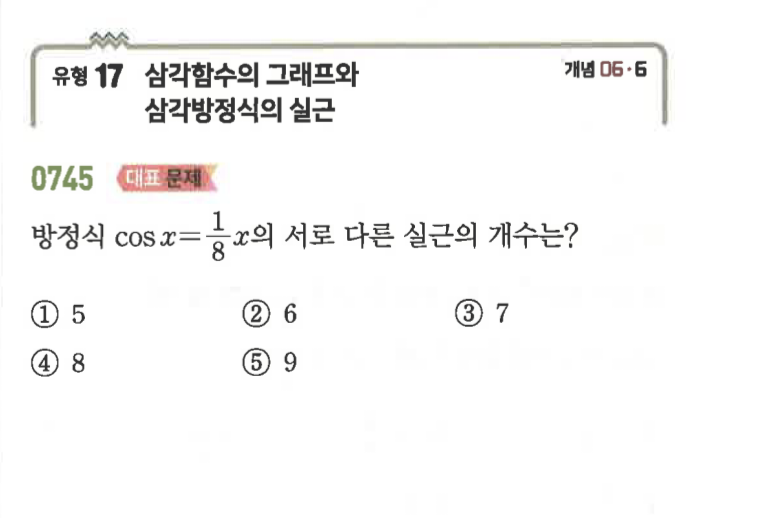 유형 17 삼각함수의 그래프와 개념 06·6
삼각방정식의 실근
0745 대표 문제
방정식 cos x=1/8x의 서로 다른 실근의 개수는?
① 5 ② 6 ③ 7
④ 8 ⑤ 9